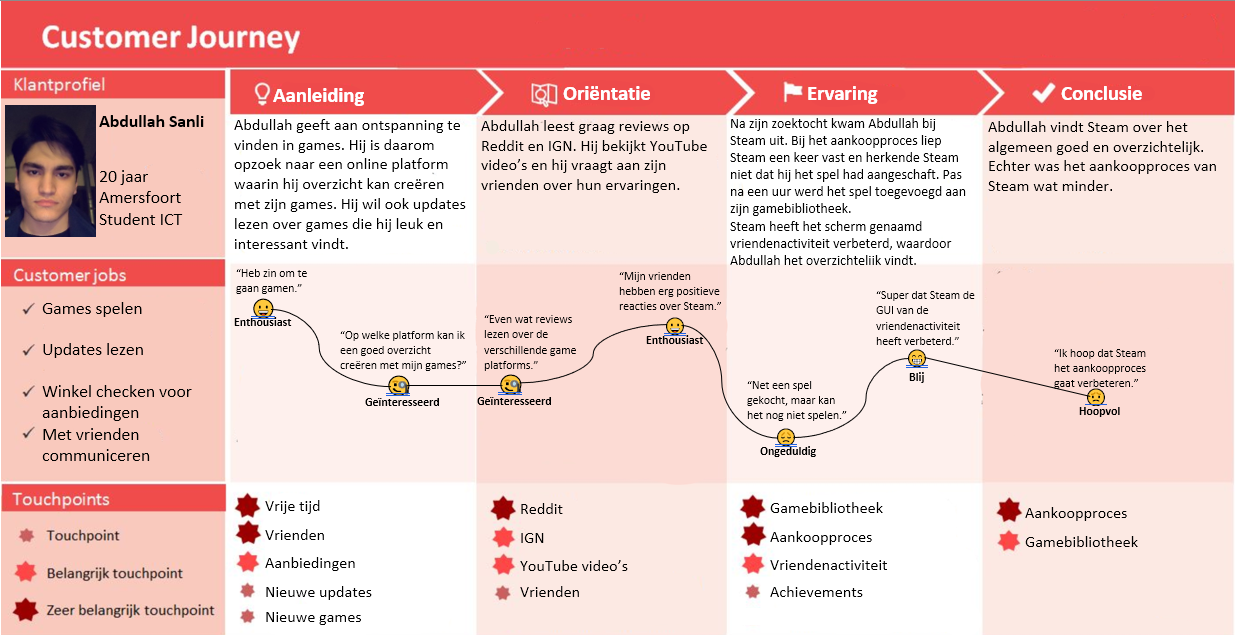 Customer Journey
Klantprofiel
Abdullah Sanli
20 jaar
Amersfoort
Student ICT
Customer jobs
Games spelen
Updates lezen
Winkel checken voor
aanbiedingen
Met vrienden
communiceren
Touchpoints
Touchpoint
Belangrijk touchpoint
Zeer belangrijk touchpoint
Aanleiding
Abdullah geeft aan ontspanning te
vinden in games. Hij is daarom
opzoek naar een online platform
waarin hij overzicht kan creëren
met zijn games. Hij wil ook updates
lezen over games die hij leuk en
interessant vindt.
"Heb zin om te
gaan gamen."
Enthousiast
"Op welke platform kan ik
een goed overzicht
creëren met mijn games?"
Geïnteresseerd
Vrije tijd
Vrienden
Aanbiedingen
Nieuwe updates
Nieuwe games
Oriëntatie
Abdullah leest graag reviews op
Reddit en IGN. Hij bekijkt YouTube
video's en hij vraagt aan zijn
vrienden over hun ervaringen.
"Even wat reviews
lezen over de
verschillende game
platforms."
Geïnteresseerd
"Mijn vrienden
hebben erg positieve
reacties over Steam."
Enthousiast
Reddit
IGN
YouTube video's
Vrienden
Ervaring
Na zijn zoektocht kwam Abdullah bij
Steam uit. Bij het aankoopproces liep
Steam een keer vast en herkende Steam
niet dat hij het spel had aangeschaft. Pas
na een uur werd het spel toegevoegd aan
zijn gamebibliotheek.
Steam heeft het scherm genaamd
vriendenactiviteit verbeterd, waardoor
Abdullah het overzichtelijk vindt.
"Net een spel
gekocht, maar kan
het nog niet spelen."
Ongeduldig
"Super dat Steam de
GUI van de
vriendenactiviteit
heeft verbeterd."
Blij
Gamebibliotheek
Aankoopproces
Vriendenactiviteit
Achievements
Conclusie
Abdullah vindt Steam over het
algemeen goed en overzichtelijk.
Echter was het aankoopproces van
Steam wat minder.
"Ik hoop dat Steam
het aankoopproces
gaat verbeteren."
Hoopvol
Aankoopproces
Gamebibliotheek